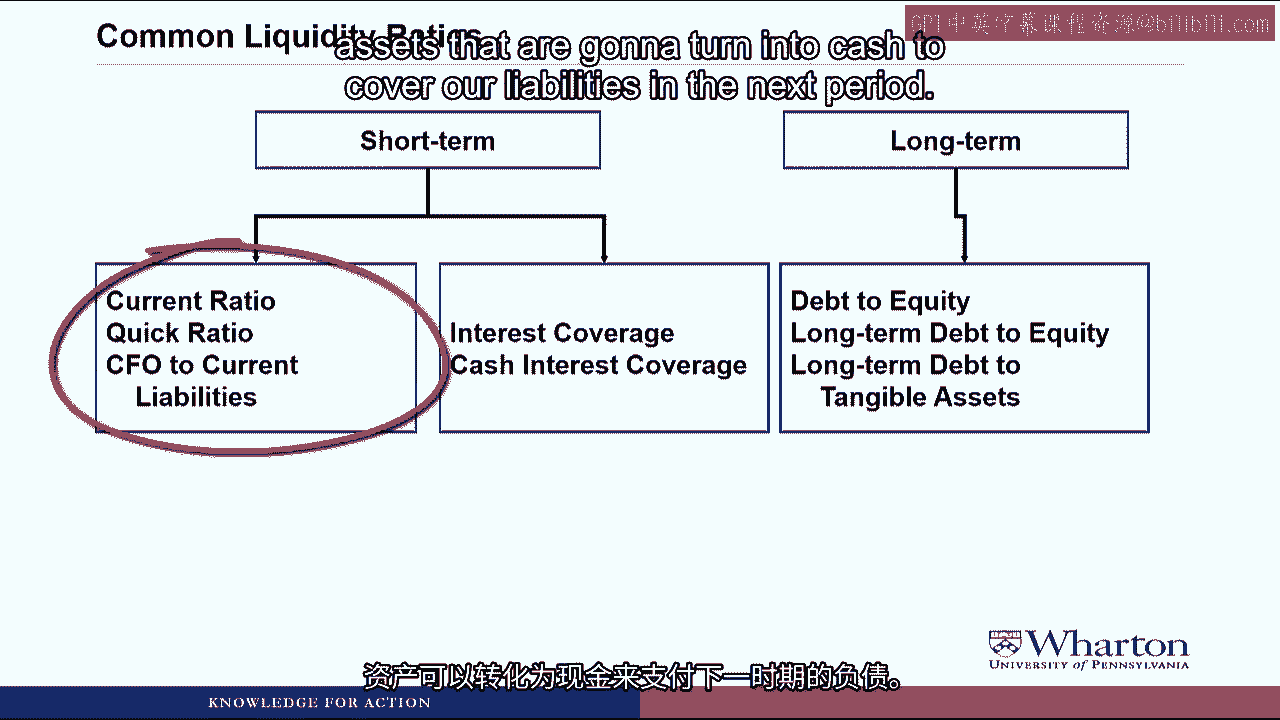 Common Liquidity Ratios
GPT中英字幕课程资源@bilibili.com
assets that are gonna turn into cash to
cover our liabilities in the next period.
Short-term
Long-term
Current Ratio
Quick Ratio
CFO to Current
Liabilities
Interest Coverage
Cash Interest Coverage
Debt to Equity
Long-term Debt to Equity
Long-term Debt to
Tangible Assets
Wharton
UNIVERSITY of PENNSYLVANIA
资产可以转化为现金来支付下一时期的负债。
KNOWLEDGE FOR ACTION